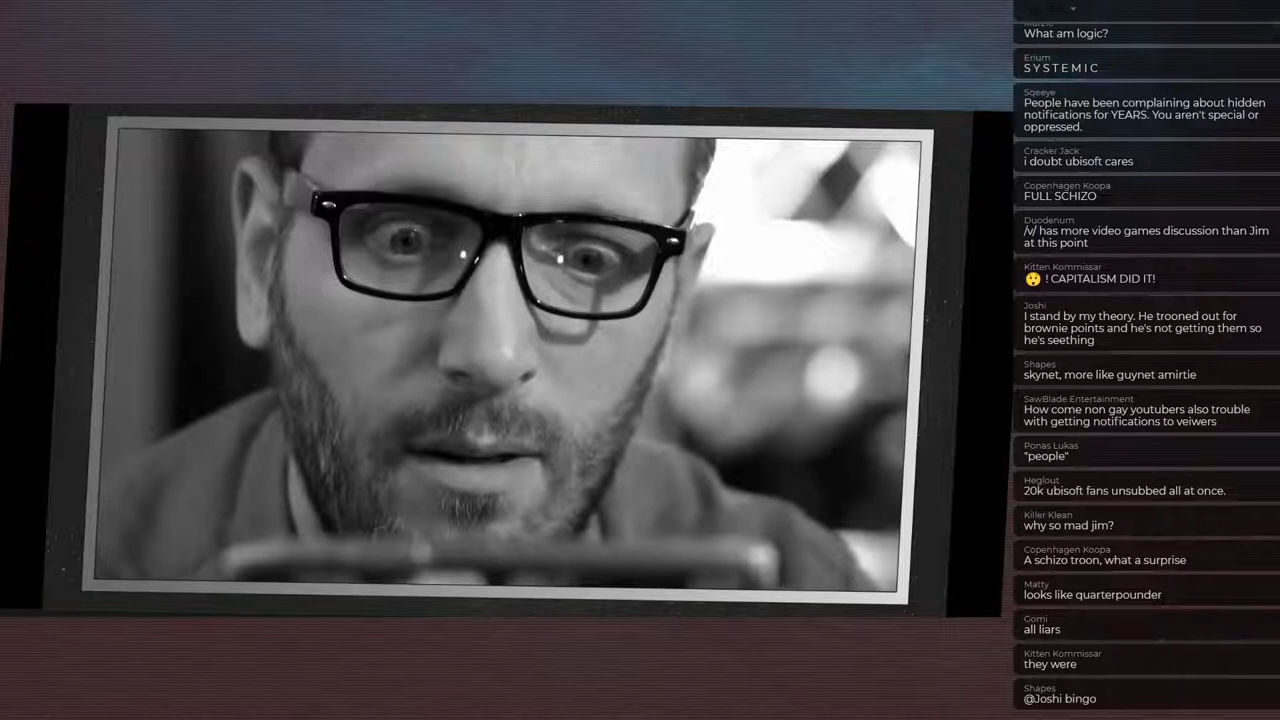 What am logic?
Erium
S Y S T E M I C
Sqeeye
People have been complaining about hidden
notifications for YEARS. You aren't special or
oppressed.
Cracker Jack
i doubt ubisoft cares
Copenhagen Koopa
FULL SCHIZO
Duodenum
/v/ has more video games discussion than Jim
at this point
Kitten Kommissar
😲 ! CAPITALISM DID IT!
Joshi
I stand by my theory. He trooned out for
brownie points and he's not getting them so
he's seething
Shapes
skynet, more like guynet amirtie
SawBlade Entertainment
How come non gay youtubers also trouble
with getting notifications to veiwers
Ponas Lukas
"people"
Heglout
20k ubisoft fans unsubbed all at once.
Killer Klean
why so mad jim?
Copenhagen Koopa
A schizo troon, what a surprise
Matty
looks like quarterpounder
Gomi
all liars
Kitten Kommissar
they were
Shapes
@Joshi bingo